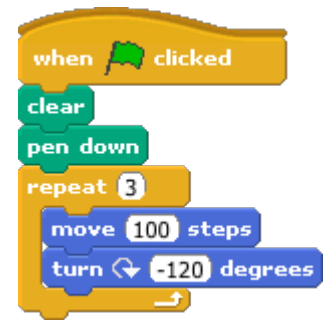 when clicked
clear
pen down
repeat 3
move 100 steps
turn -120 degrees